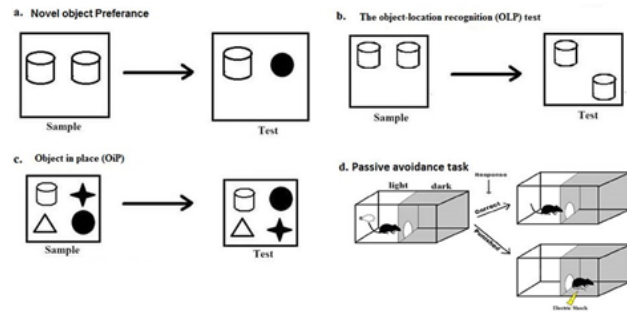 a. Novel object Preferance
Sample
Test
b. The object-location recognition (OLP) test
Sample
Test
c. Object in place (OiP)
Sample
Test
d. Passive avoidance task
light dark
Response
Correct
Punished
Electric Shock